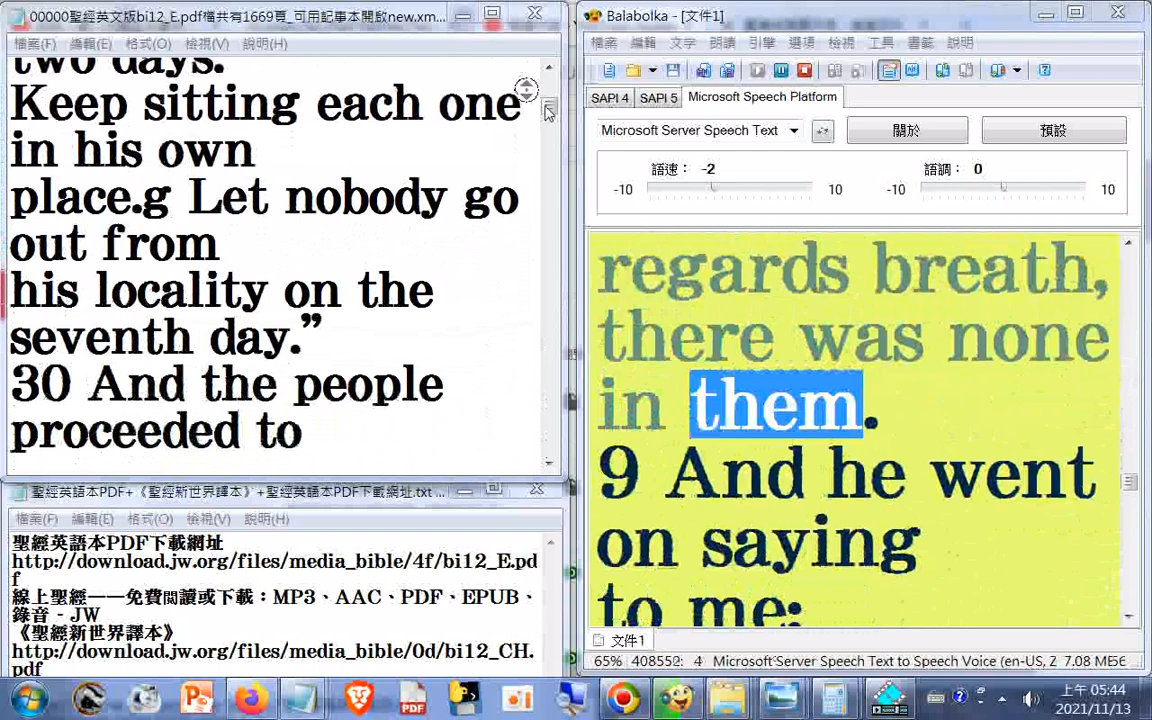 00000聖經英文版bi12_E.pdf檔共有1669頁_可用記事本開啟new.xm...
檔案(F) 編輯(E) 格式(O) 檢視(V) 說明(H)
two days.
Keep sitting each one
in his own
place.g Let nobody go
out from
his locality on the
seventh day.”
30 And the people
proceeded to
聖經英語本PDF+《聖經新世界譯本》+聖經英語本PDF下載網址.txt ...
檔案(F) 編輯(E) 格式(O) 檢視(V) 說明(H)
聖經英語本PDF下載網址
http://download.jw.org/files/media_bible/4f/bi12_E.pd
f
線上聖經——免費閱讀或下載：MP3、AAC、PDF、EPUB、
錄音 - JW
《聖經新世界譯本》
http://download.jw.org/files/media_bible/0d/bi12_CH.
pdf
Balabolka - [文件1]
檔案 編輯 文字 朗讀 引擎 選項 檢視 工具 書籤 說明
SAPI 4 SAPI 5 Microsoft Speech Platform
Microsoft Server Speech Text 關於 預設
語速： -2 語調： 0
-10 10 -10 10
regards breath,
there was none
in them.
9 And he went
on saying
to me:
文件1
65% 408552: 4 Microsoft Server Speech Text to Speech Voice (en-US, Z 7.08 ME56
上午 05:44
2021/11/13